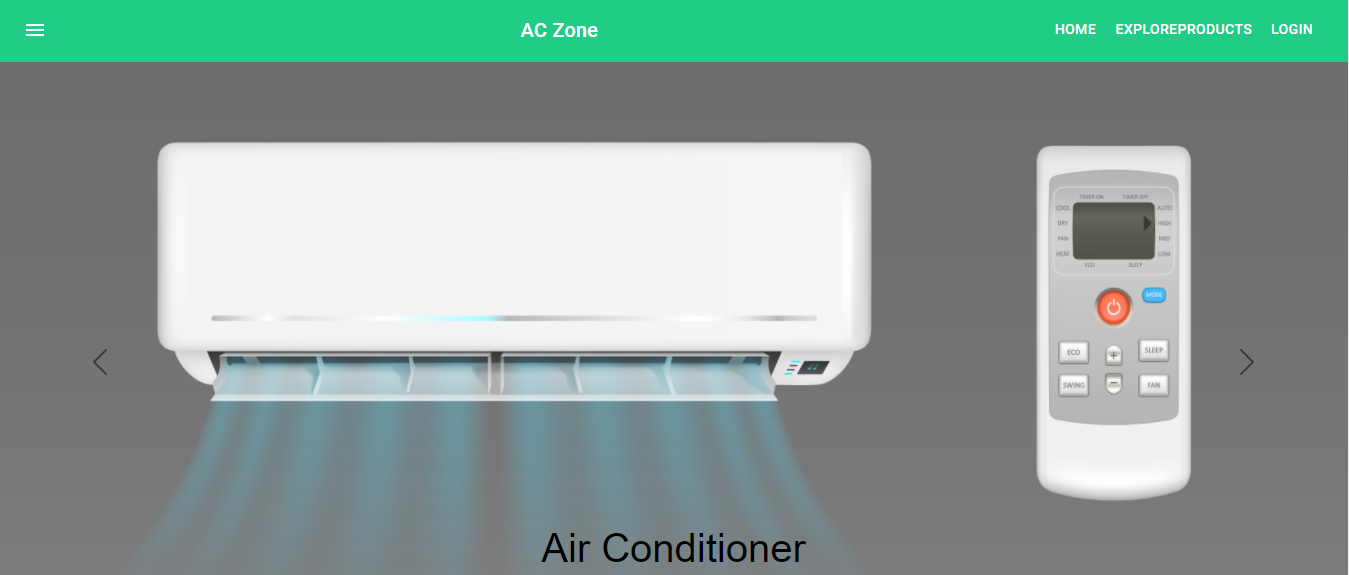 AC Zone
HOME EXPLOREPRODUCTS LOGIN
TIMER ON TIMER OFF
COOL AUTO
DRY HIGH
FAN MED
HEAT LOW
ECO SLEEP
MODE
ECO + SLEEP
SWING − FAN
Air Conditioner